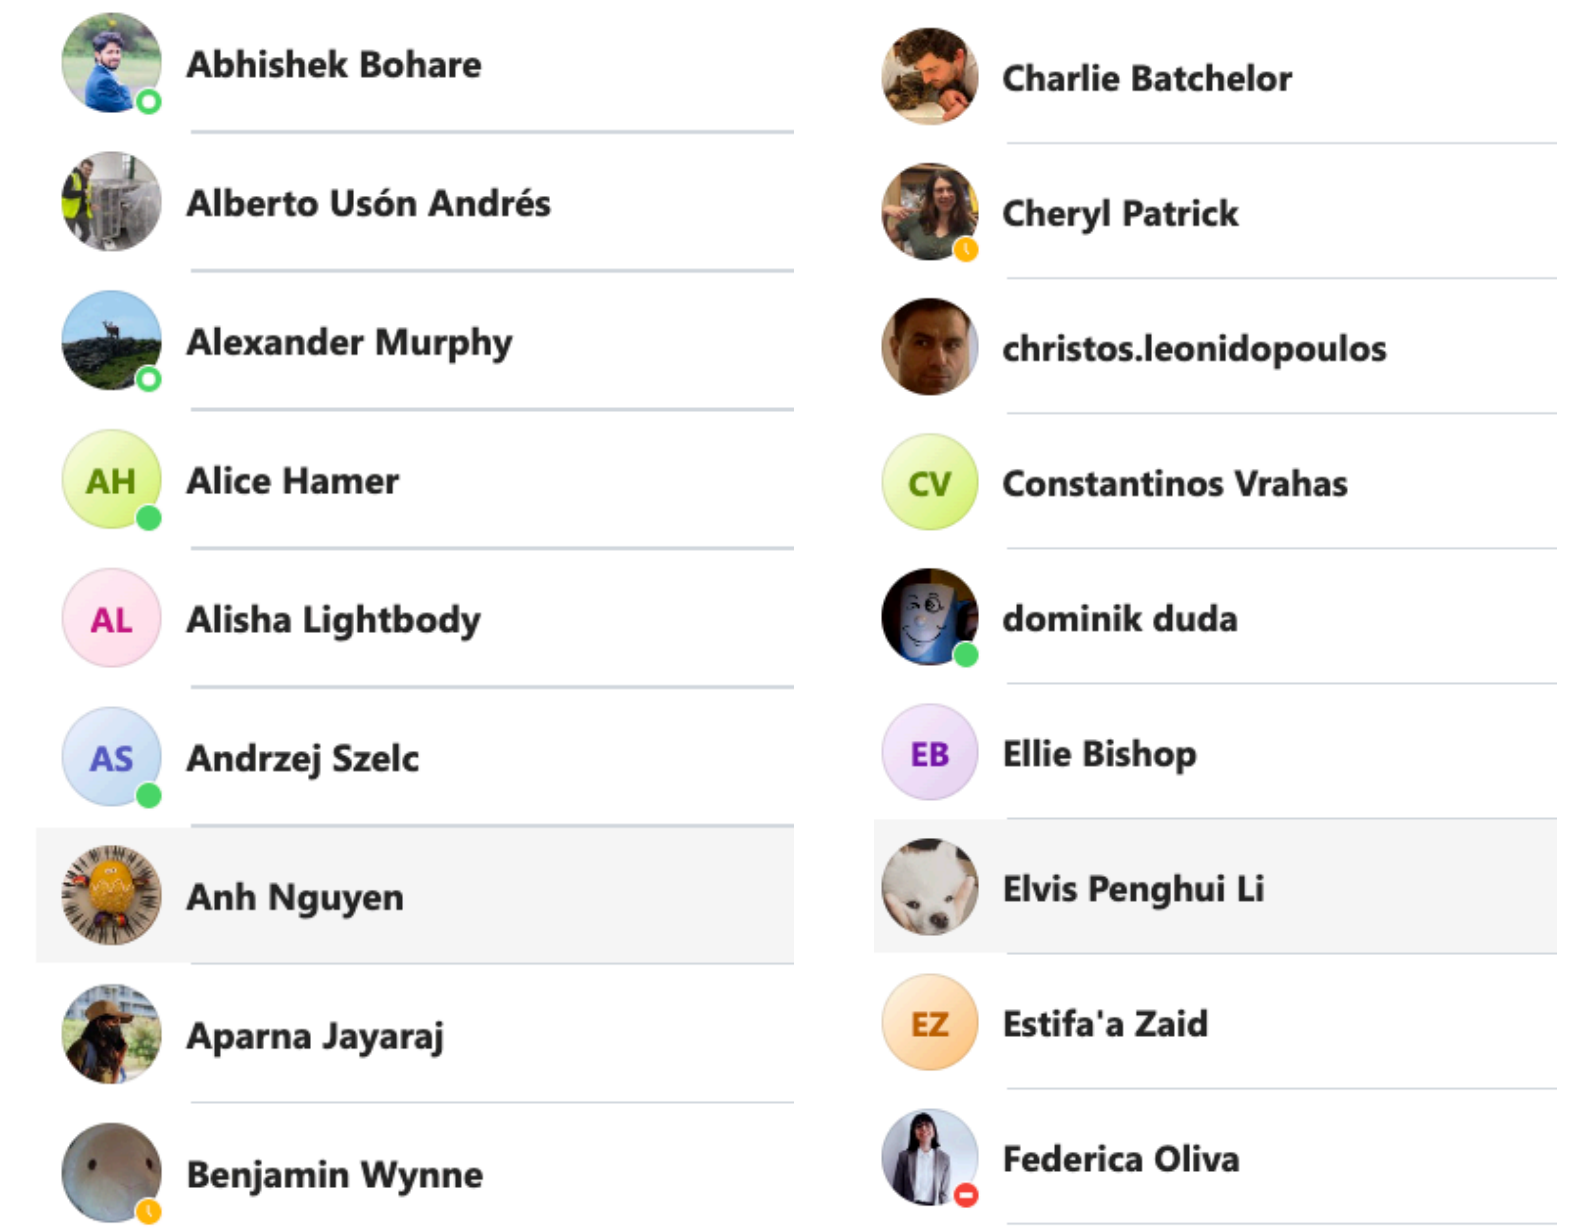 Abhishek Bohare
Alberto Usón Andrés
Alexander Murphy
AH Alice Hamer
AL Alisha Lightbody
AS Andrzej Szelc
Anh Nguyen
Aparna Jayaraj
Benjamin Wynne
Charlie Batchelor
Cheryl Patrick
christos.leonidopoulos
CV Constantinos Vrahas
dominik duda
EB Ellie Bishop
Elvis Penghui Li
EZ Estifa'a Zaid
Federica Oliva